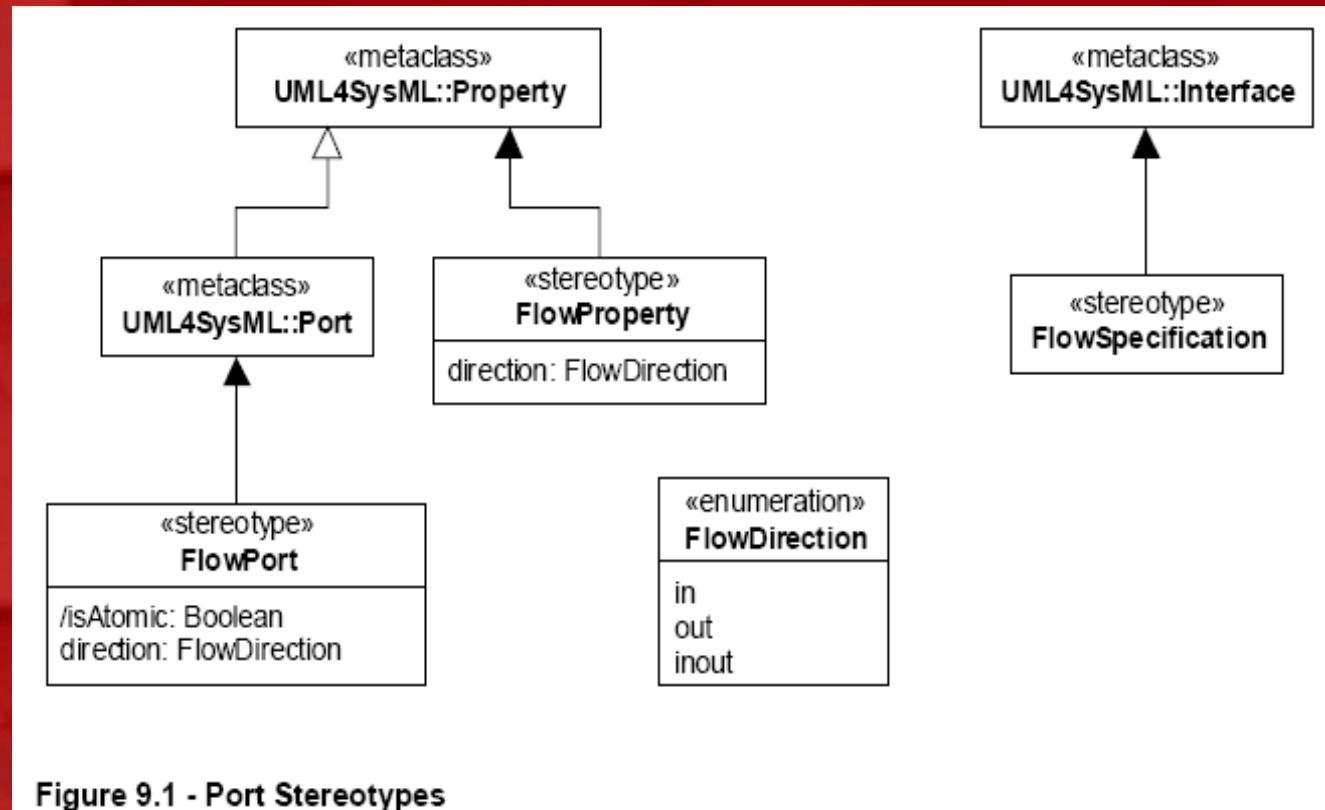 «metaclass»
UML4SysML::Property
«metaclass»
UML4SysML::Interface
«metaclass»
UML4SysML::Port
«stereotype»
FlowProperty
direction: FlowDirection
«stereotype»
FlowSpecification
«stereotype»
FlowPort
/isAtomic: Boolean
direction: FlowDirection
«enumeration»
FlowDirection
in
out
inout
Figure 9.1 - Port Stereotypes